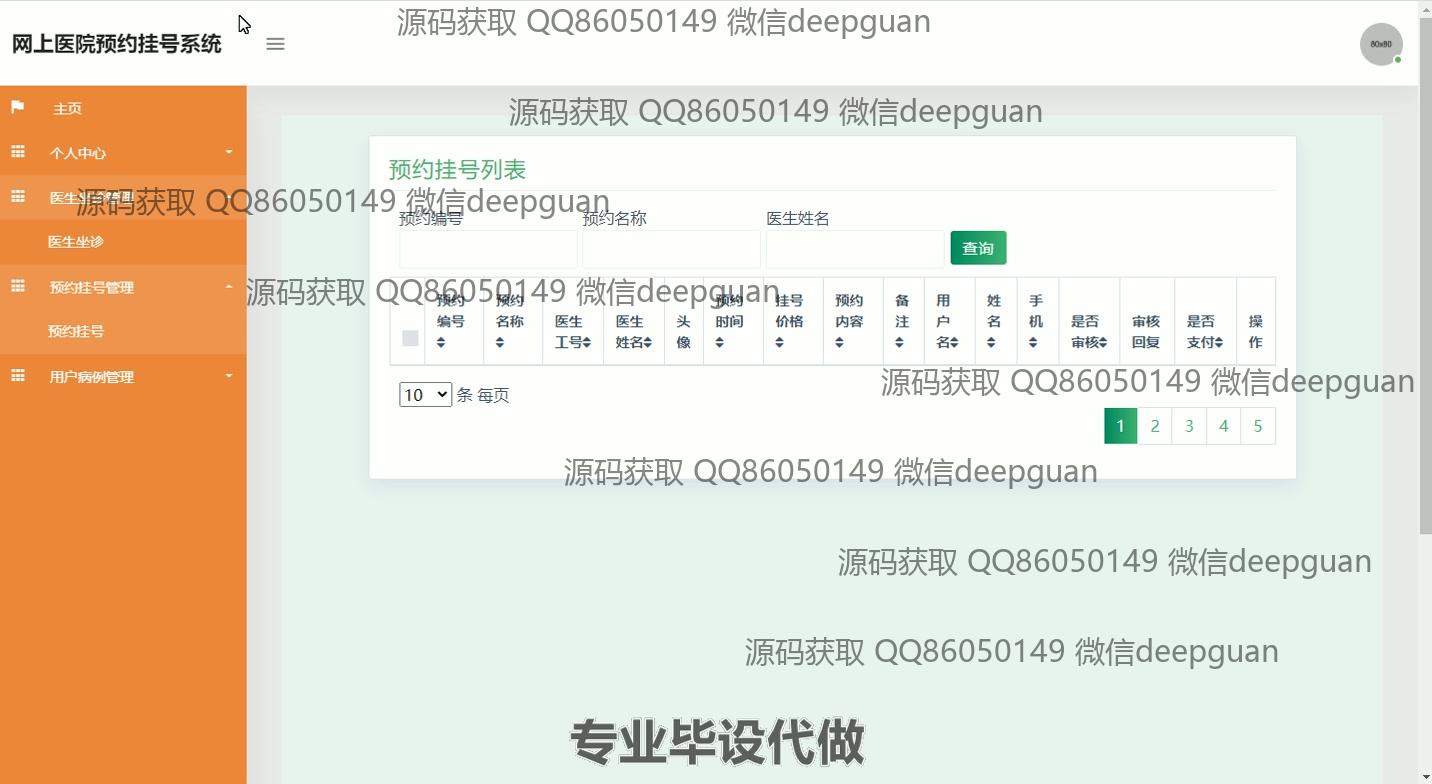 源码获取 QQ86050149 微信deepguan
网上医院预约挂号系统
80x80
主页
源码获取 QQ86050149 微信deepguan
个人中心
预约挂号列表
医生坐诊管理
源码获取 QQ86050149 微信deepguan
预约编号 预约名称 医生姓名
查询
医生坐诊
预约挂号管理
源码获取 QQ86050149 微信deepguan
预约编号 预约名称 医生工号 医生姓名 头像 预约时间 挂号价格 预约内容 备注 用户名 姓名 手机 是否审核 审核回复 是否支付 操作
预约挂号
用户病例管理
源码获取 QQ86050149 微信deepguan
10 条 每页
1 2 3 4 5
源码获取 QQ86050149 微信deepguan
源码获取 QQ86050149 微信deepguan
源码获取 QQ86050149 微信deepguan
专业毕设代做